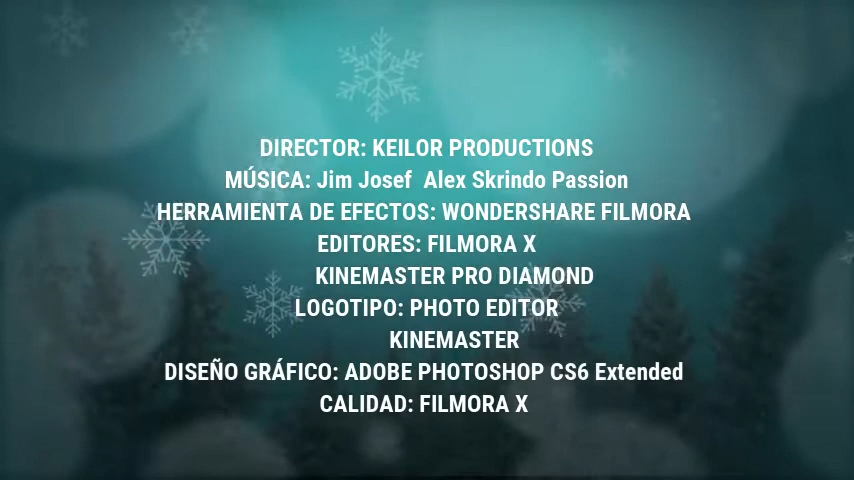 DIRECTOR: KEILOR PRODUCTIONS
MÚSICA: Jim Josef Alex Skrindo Passion
HERRAMIENTA DE EFECTOS: WONDERSHARE FILMORA
EDITORES: FILMORA X
KINEMASTER PRO DIAMOND
LOGOTIPO: PHOTO EDITOR
KINEMASTER
DISEÑO GRÁFICO: ADOBE PHOTOSHOP CS6 Extended
CALIDAD: FILMORA X